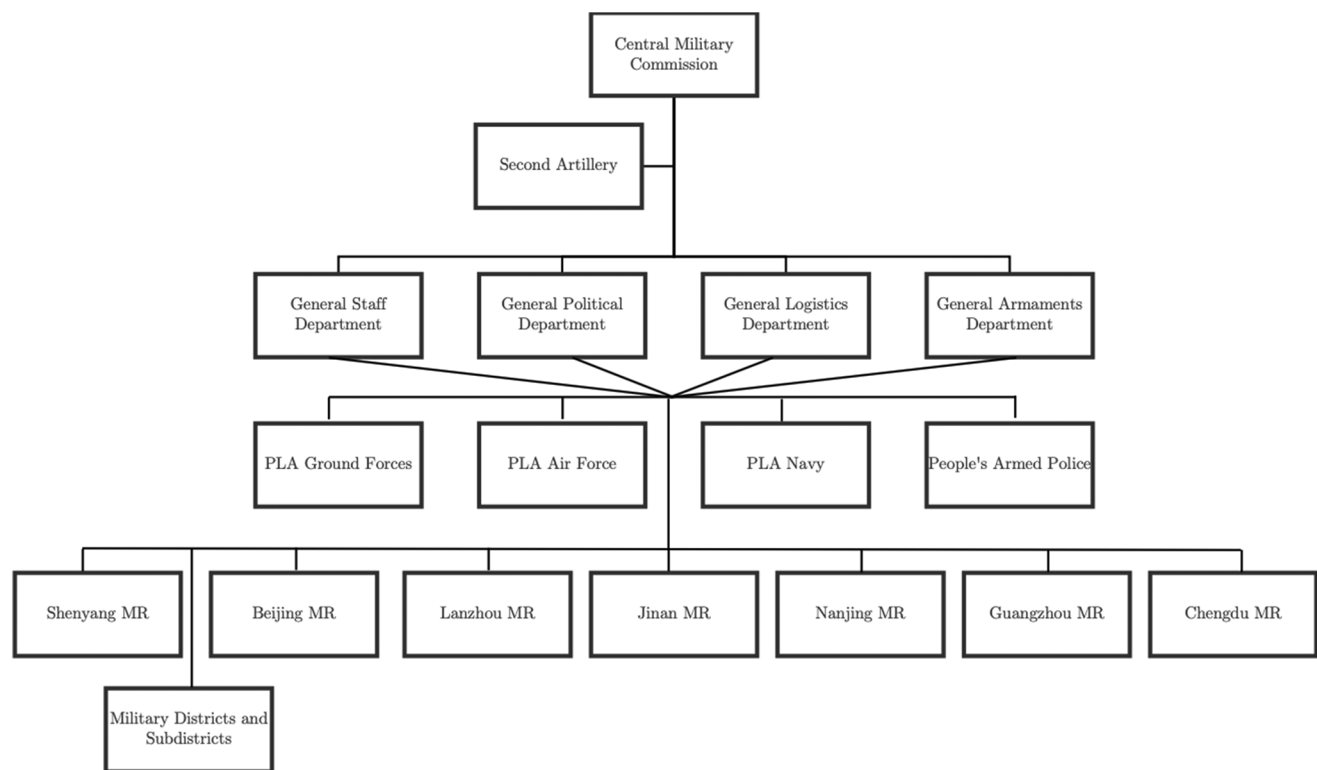 Central Military
Commission
Second Artillery
General Staff
Department
General Political
Department
General Logistics
Department
General Armaments
Department
PLA Ground Forces
PLA Air Force
PLA Navy
People's Armed Police
Shenyang MR
Beijing MR
Lanzhou MR
Jinan MR
Nanjing MR
Guangzhou MR
Chengdu MR
Military Districts and
Subdistricts